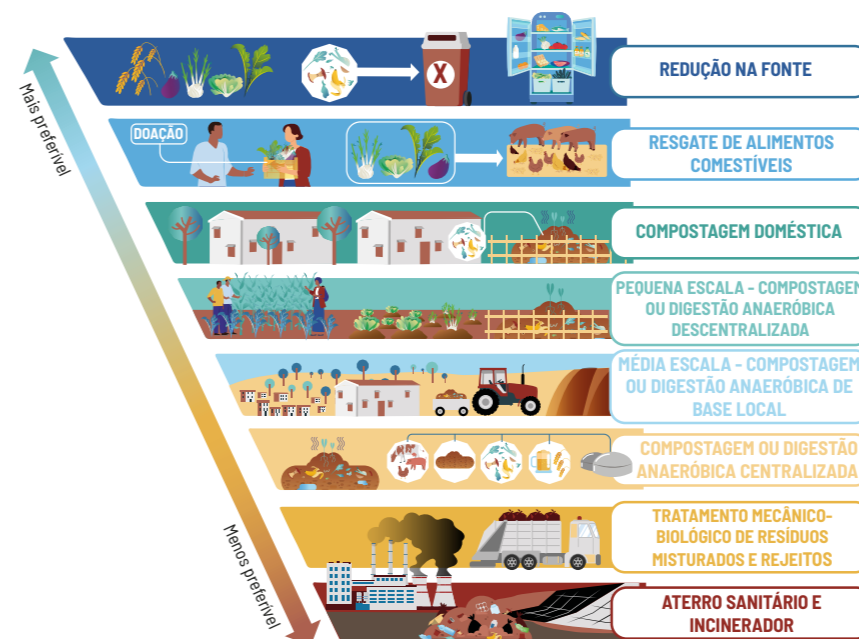 Mais preferível
REDUÇÃO NA FONTE
X
DOAÇÃO
RESGATE DE ALIMENTOS
COMESTÍVEIS
COMPOSTAGEM DOMÉSTICA
PEQUENA ESCALA - COMPOSTAGEM
OU DIGESTÃO ANAERÓBICA
DESCENTRALIZADA
MÉDIA ESCALA - COMPOSTAGEM
OU DIGESTÃO ANAERÓBICA DE
BASE LOCAL
COMPOSTAGEM OU DIGESTÃO
ANAERÓBICA CENTRALIZADA
TRATAMENTO MECÂNICO-
BIOLÓGICO DE RESÍDUOS
MISTURADOS E REJEITOS
Menos preferível
ATERRO SANITÁRIO E
INCINERADOR